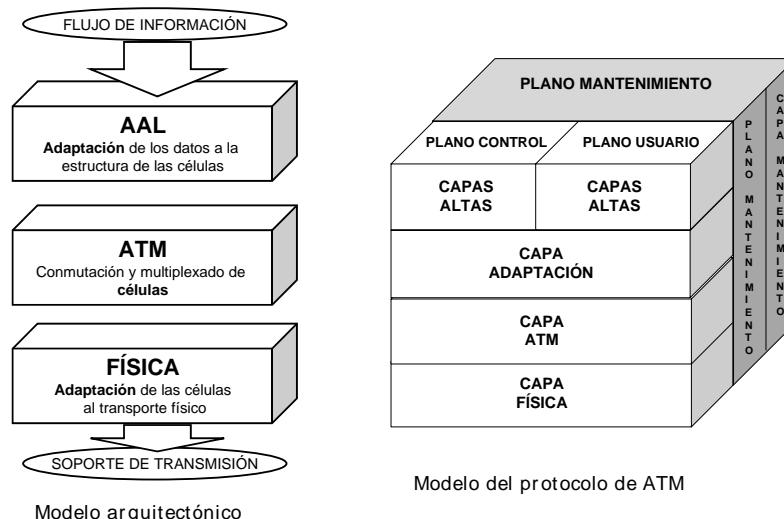 FLUJO DE INFORMACIÓN
AAL
Adaptación de los datos a la
estructura de las células
ATM
Conmutación y multiplexado de
células
FÍSICA
Adaptación de las células
al transporte físico
SOPORTE DE TRANSMISIÓN
Modelo arquitectónico
PLANO MANTENIMIENTO
PLANO CONTROL
PLANO USUARIO
CAPAS
ALTAS
CAPAS
ALTAS
CAPA
ADAPTACIÓN
CAPA
ATM
CAPA
FÍSICA
PLANO MANTENIMIENTO
CAPA MANTENIMIENTO
Modelo del protocolo de ATM